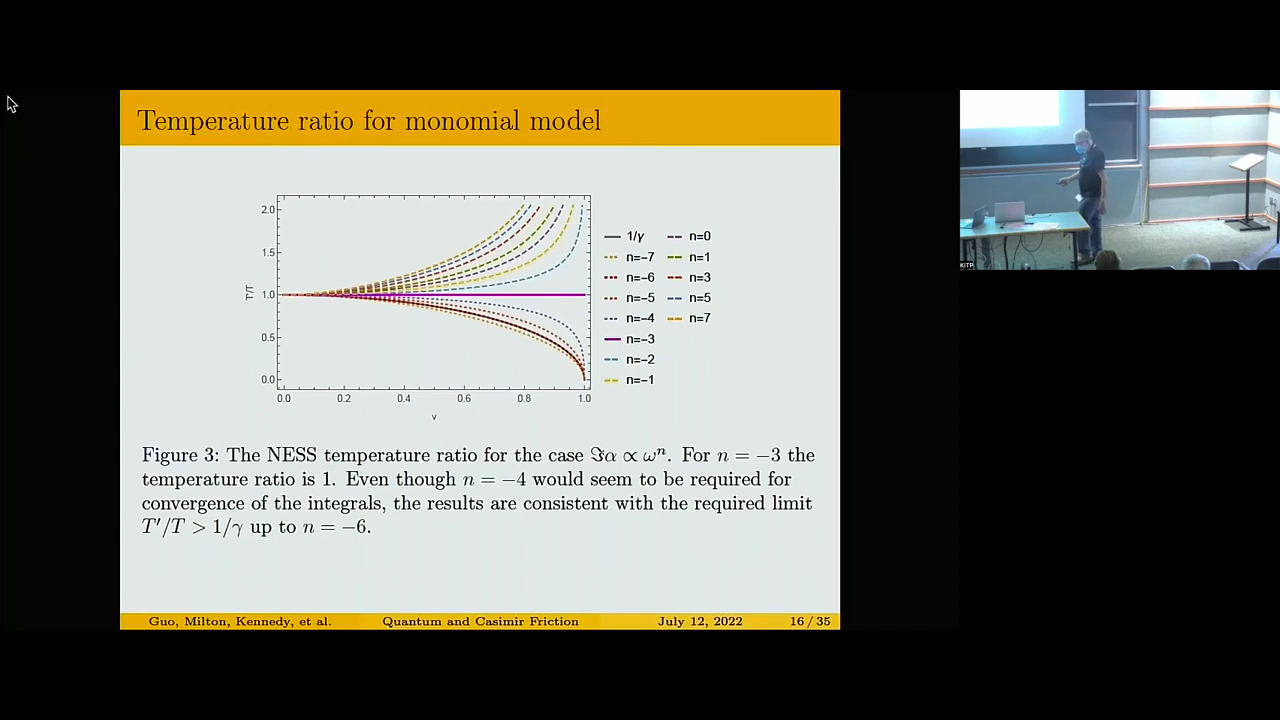 Temperature ratio for monomial model
2.0
1.5
1.0
0.5
0.0
T'/T
0.0 0.2 0.4 0.6 0.8 1.0
v
1/γ n=0
n=-7 n=1
n=-6 n=3
n=-5 n=5
n=-4 n=7
n=-3
n=-2
n=-1
Figure 3: The NESS temperature ratio for the case ℑα ∝ ωⁿ. For n = −3 the
temperature ratio is 1. Even though n = −4 would seem to be required for
convergence of the integrals, the results are consistent with the required limit
T′/T > 1/γ up to n = −6.
Guo, Milton, Kennedy, et al. Quantum and Casimir Friction July 12, 2022 16 / 35
KITP